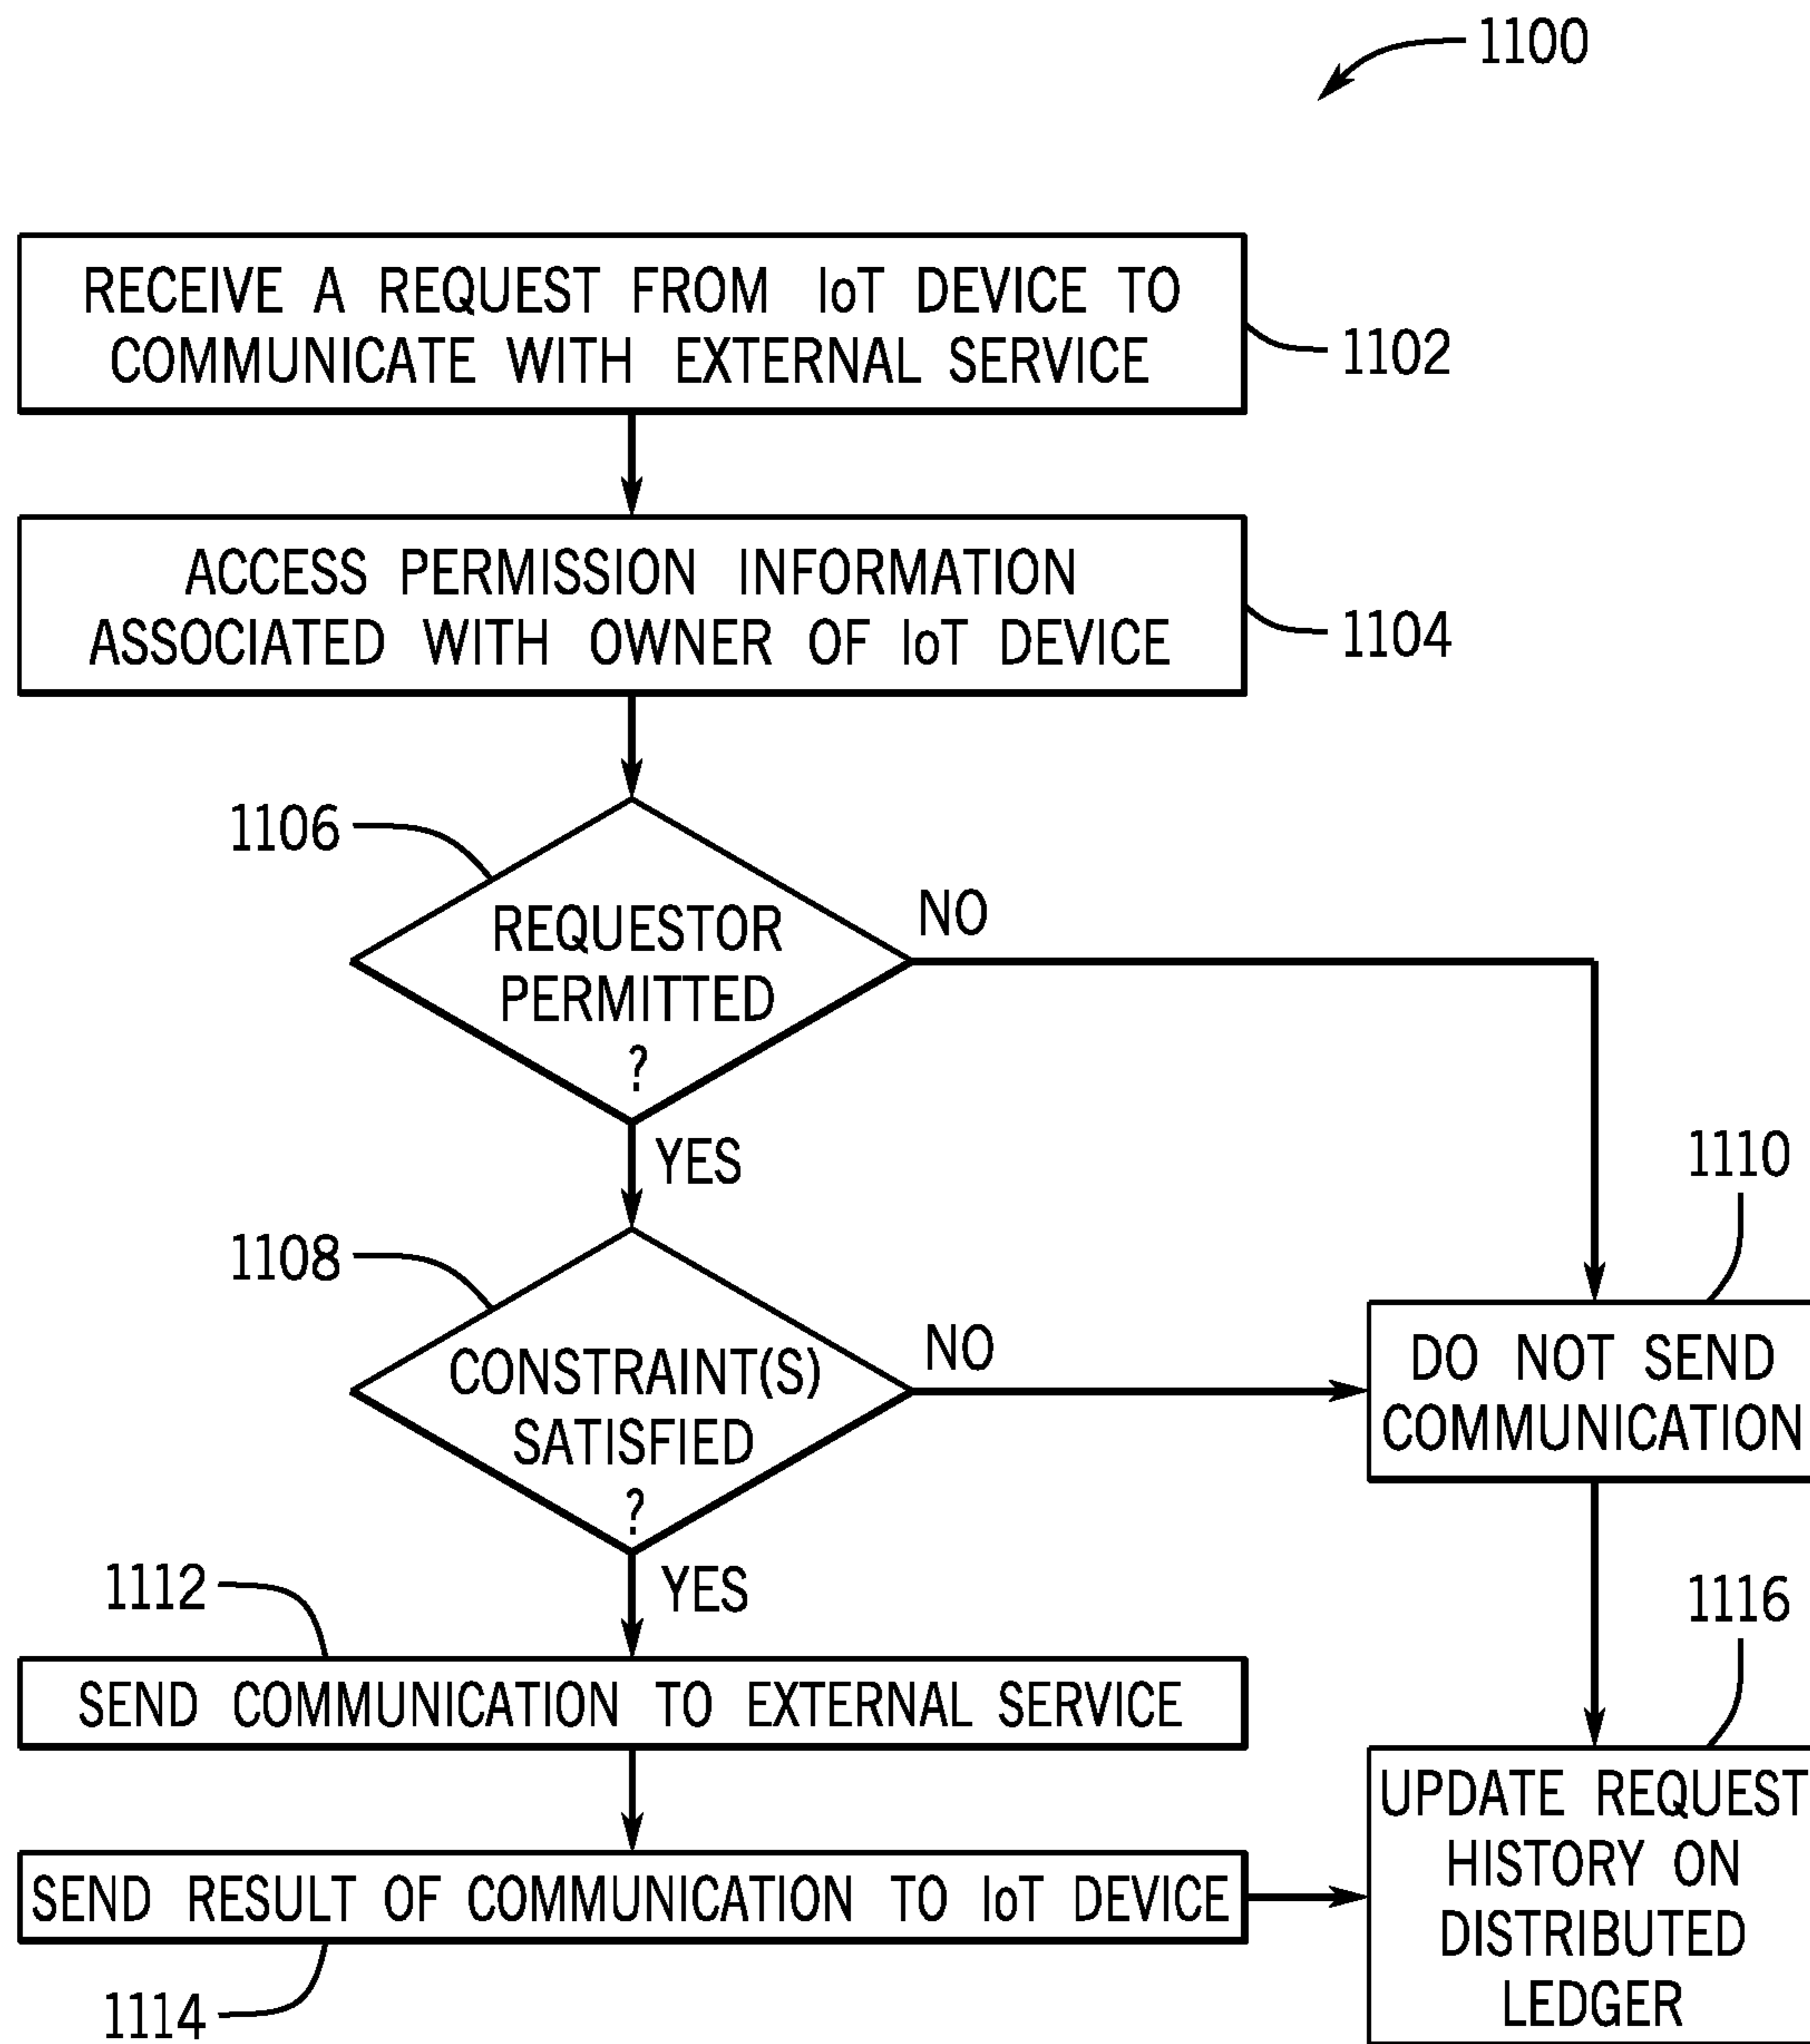 1100
RECEIVE A REQUEST FROM IoT DEVICE TO
COMMUNICATE WITH EXTERNAL SERVICE
1102
ACCESS PERMISSION INFORMATION
ASSOCIATED WITH OWNER OF IoT DEVICE
1104
1106
REQUESTOR
PERMITTED
?
NO
YES
1108
CONSTRAINT(S)
SATISFIED
?
NO
1110
DO NOT SEND
COMMUNICATION
YES
1112
SEND COMMUNICATION TO EXTERNAL SERVICE
SEND RESULT OF COMMUNICATION TO IoT DEVICE
1114
1116
UPDATE REQUEST
HISTORY ON
DISTRIBUTED
LEDGER